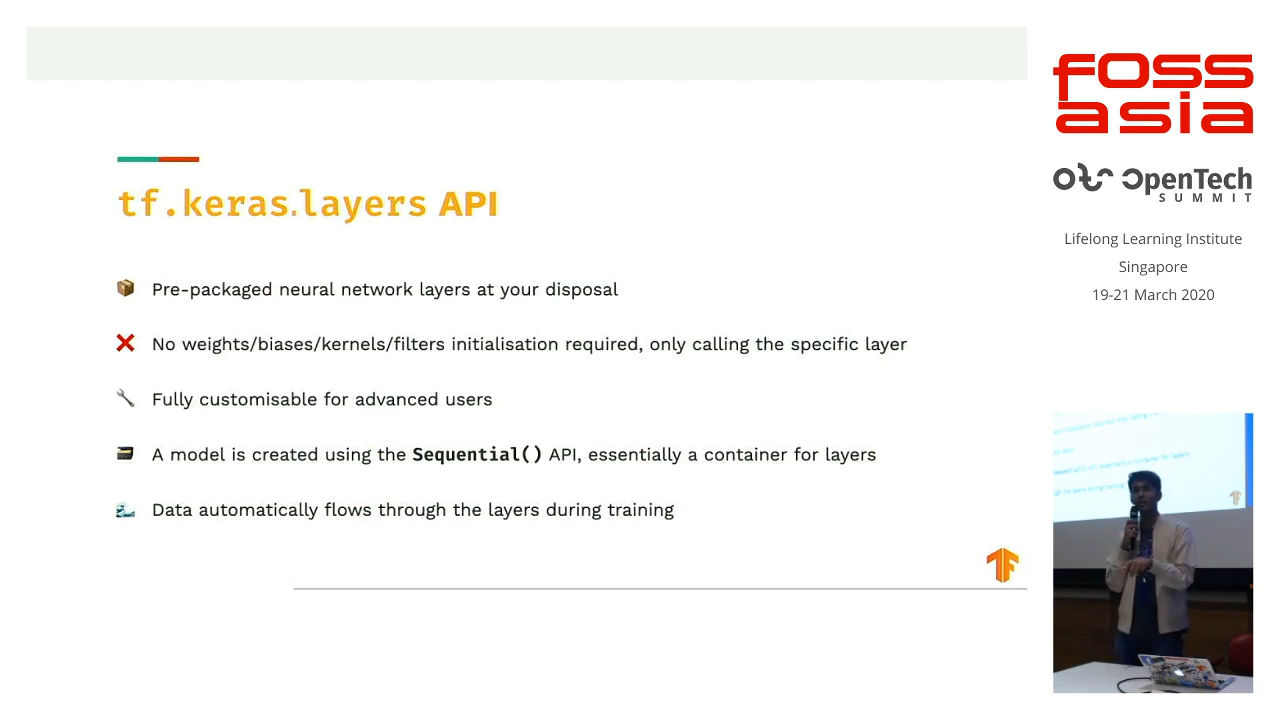 tf.keras.layers API
Pre-packaged neural network layers at your disposal
No weights/biases/kernels/filters initialisation required, only calling the specific layer
Fully customisable for advanced users
A model is created using the Sequential() API, essentially a container for layers
Data automatically flows through the layers during training
foss
asia
OpenTech
SUMMIT
Lifelong Learning Institute
Singapore
19-21 March 2020